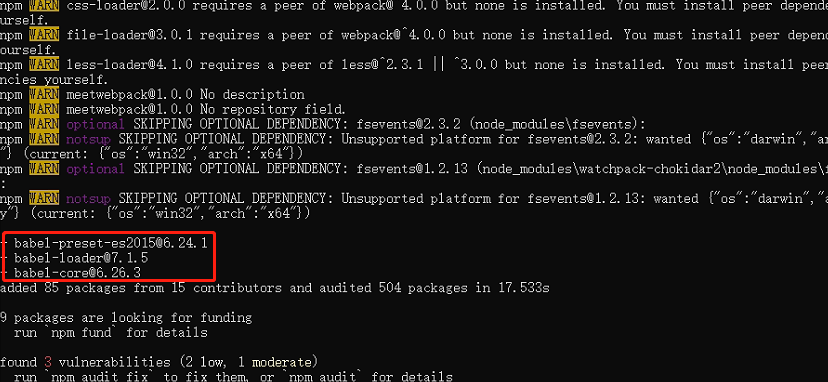 npm WARN css-loader@2.0.0 requires a peer of webpack@^4.0.0 but none is installed. You must install peer depende
ourself.
npm WARN file-loader@3.0.1 requires a peer of webpack@^4.0.0 but none is installed. You must install peer depen
ourself.
npm WARN less-loader@4.1.0 requires a peer of less@^2.3.1 || ^3.0.0 but none is installed. You must install peer
ncies yourself.
npm WARN meetwebpack@1.0.0 No description
npm WARN meetwebpack@1.0.0 No repository field.
npm WARN optional SKIPPING OPTIONAL DEPENDENCY: fsevents@2.3.2 (node_modules\fsevents):
npm WARN notsup SKIPPING OPTIONAL DEPENDENCY: Unsupported platform for fsevents@2.3.2: wanted {"os":"darwin","ar
"} (current: {"os":"win32","arch":"x64"})
npm WARN optional SKIPPING OPTIONAL DEPENDENCY: fsevents@1.2.13 (node_modules\watchpack-chokidar2\node_modules\f
:
npm WARN notsup SKIPPING OPTIONAL DEPENDENCY: Unsupported platform for fsevents@1.2.13: wanted {"os":"darwin","a
y"} (current: {"os":"win32","arch":"x64"})
+ babel-preset-es2015@6.24.1
+ babel-loader@7.1.5
+ babel-core@6.26.3
added 85 packages from 15 contributors and audited 504 packages in 17.533s
9 packages are looking for funding
run `npm fund` for details
found 3 vulnerabilities (2 low, 1 moderate)
run `npm audit fix` to fix them, or `npm audit` for details